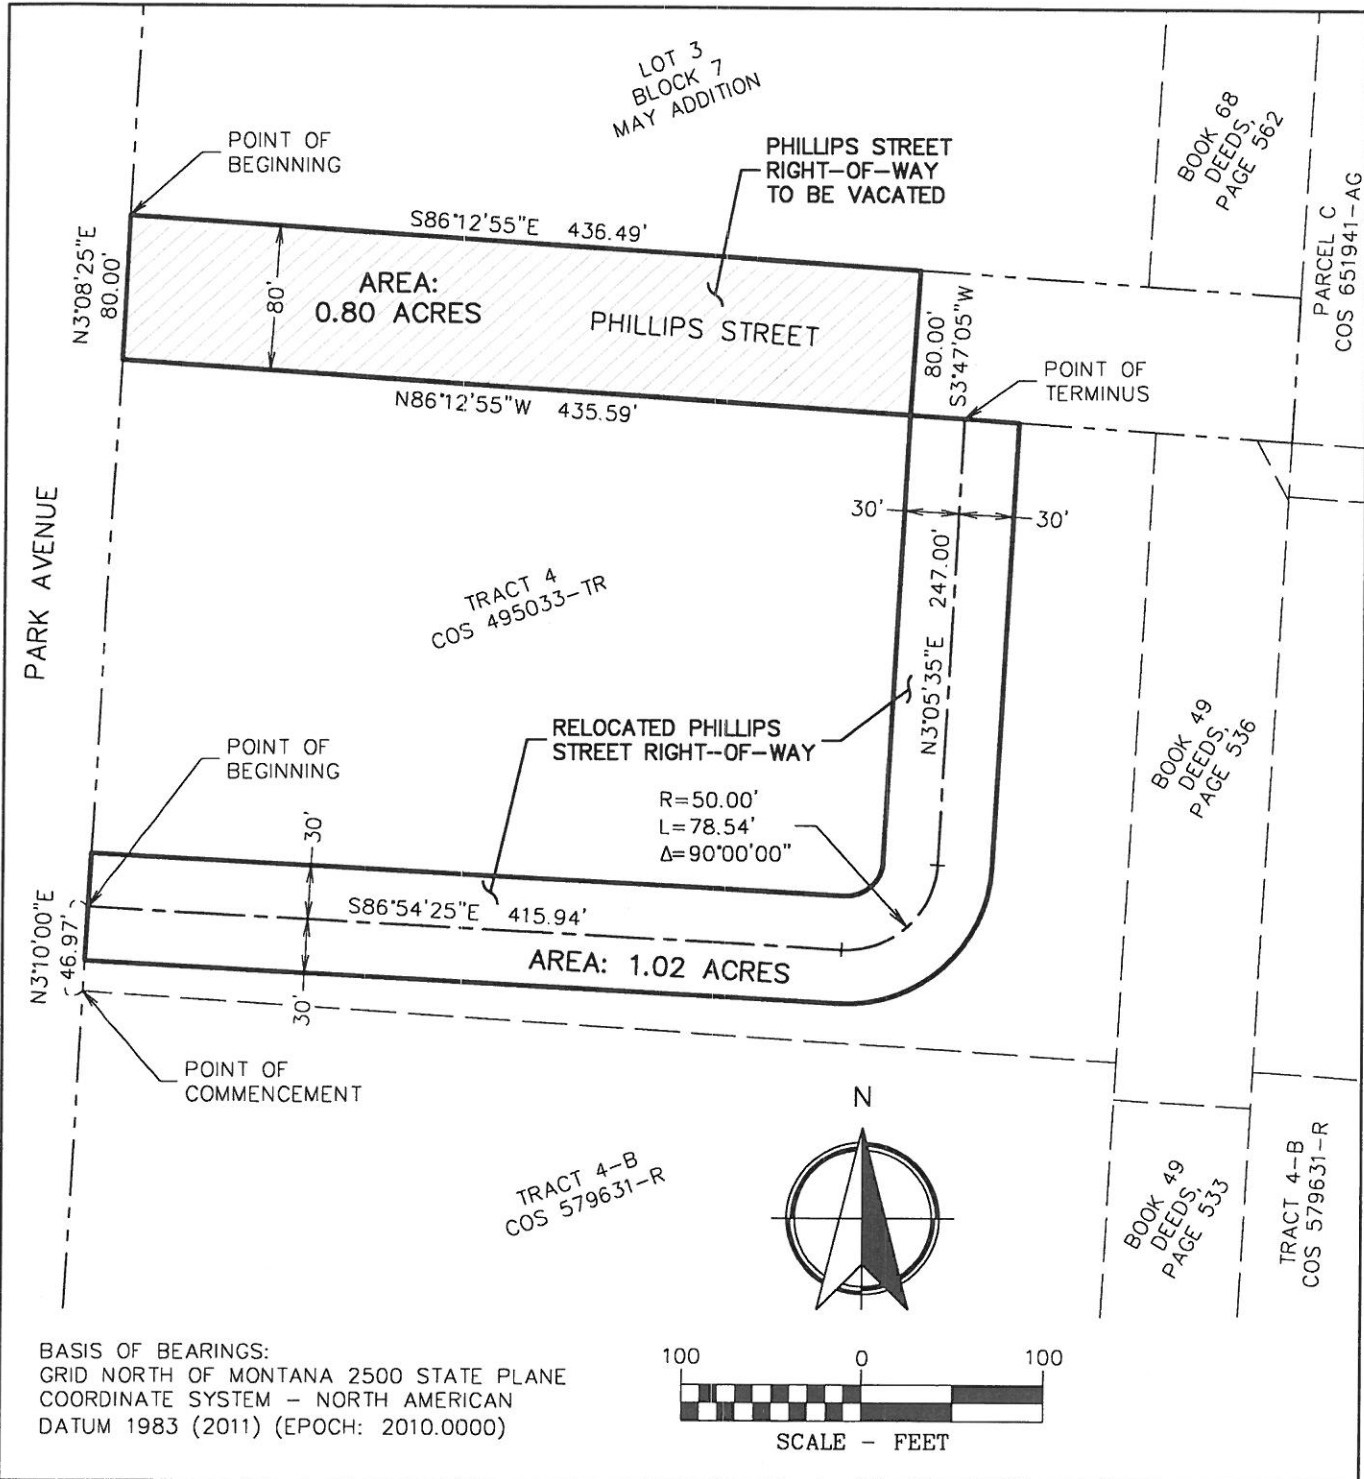 LOT 3
BLOCK 7
MAY ADDITION
BOOK 68
DEEDS,
PAGE 562
PARCEL C
COS 651941-AG
POINT OF
BEGINNING
PHILLIPS STREET
RIGHT-OF-WAY
TO BE VACATED
S86°12'55"E 436.49'
N3°08'25"E
80.00'
80'
AREA:
0.80 ACRES
PHILLIPS STREET
80.00'
S3°47'05"W
POINT OF
TERMINUS
N86°12'55"W 435.59'
PARK AVENUE
30'
30'
TRACT 4
COS 495033-TR
N3°05'35"E 247.00'
RELOCATED PHILLIPS
STREET RIGHT--OF-WAY
BOOK 49
DEEDS,
PAGE 536
POINT OF
BEGINNING
R=50.00'
L=78.54'
Δ=90°00'00"
30'
S86°54'25"E 415.94'
AREA: 1.02 ACRES
N3°10'00"E
46.97'
30'
POINT OF
COMMENCEMENT
TRACT 4-B
COS 579631-R
N
BOOK 49
DEEDS,
PAGE 533
TRACT 4-B
COS 579631-R
BASIS OF BEARINGS:
GRID NORTH OF MONTANA 2500 STATE PLANE
COORDINATE SYSTEM - NORTH AMERICAN
DATUM 1983 (2011) (EPOCH: 2010.0000)
100 0 100
SCALE - FEET